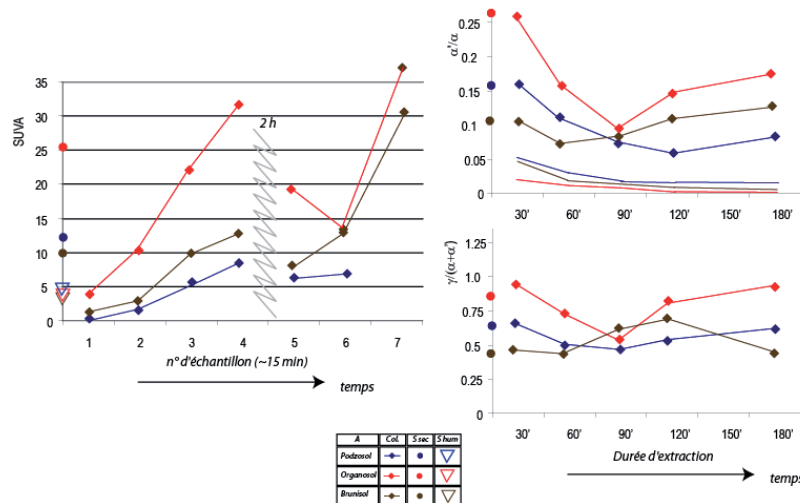 SUVA
35
30
25
20
15
10
5
0
2 h
1 2 3 4 5 6 7
n° d'échantillon (~15 min)
temps
α'/α
0.25
0.2
0.15
0.1
0.05
0
30' 60' 90' 120' 150' 180'
γ/(α+α')
1.25
1.0
0.75
0.5
0.25
0
30' 60' 90' 120' 150' 180'
Durée d'extraction
temps
A Col. S sec S hum
Podzosol
Organosol
Brunisol